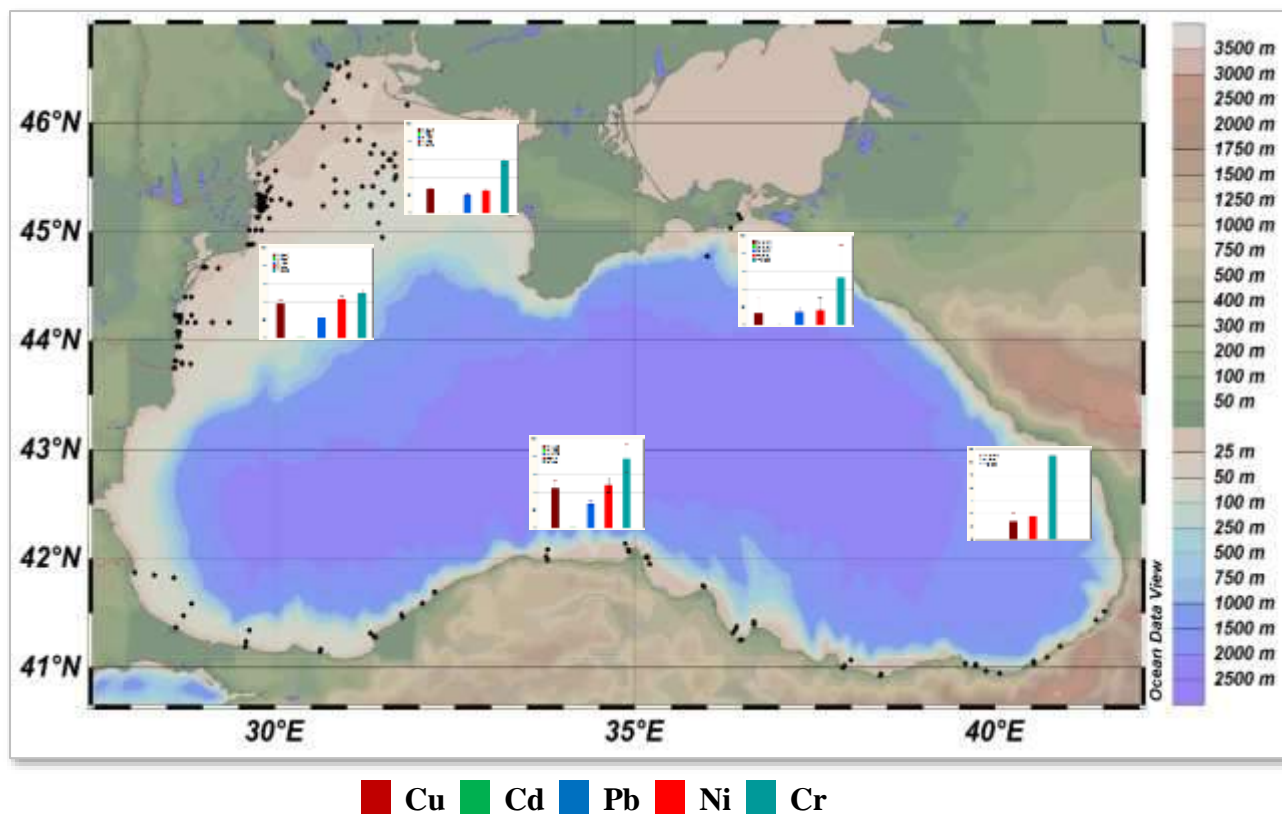 46°N
45°N
44°N
43°N
42°N
41°N
30°E 35°E 40°E
3500 m
3000 m
2500 m
2000 m
1750 m
1500 m
1250 m
1000 m
750 m
500 m
400 m
300 m
200 m
100 m
50 m
25 m
50 m
100 m
250 m
500 m
750 m
1000 m
1500 m
2000 m
2500 m
Ocean Data View
Cu Cd Pb Ni Cr